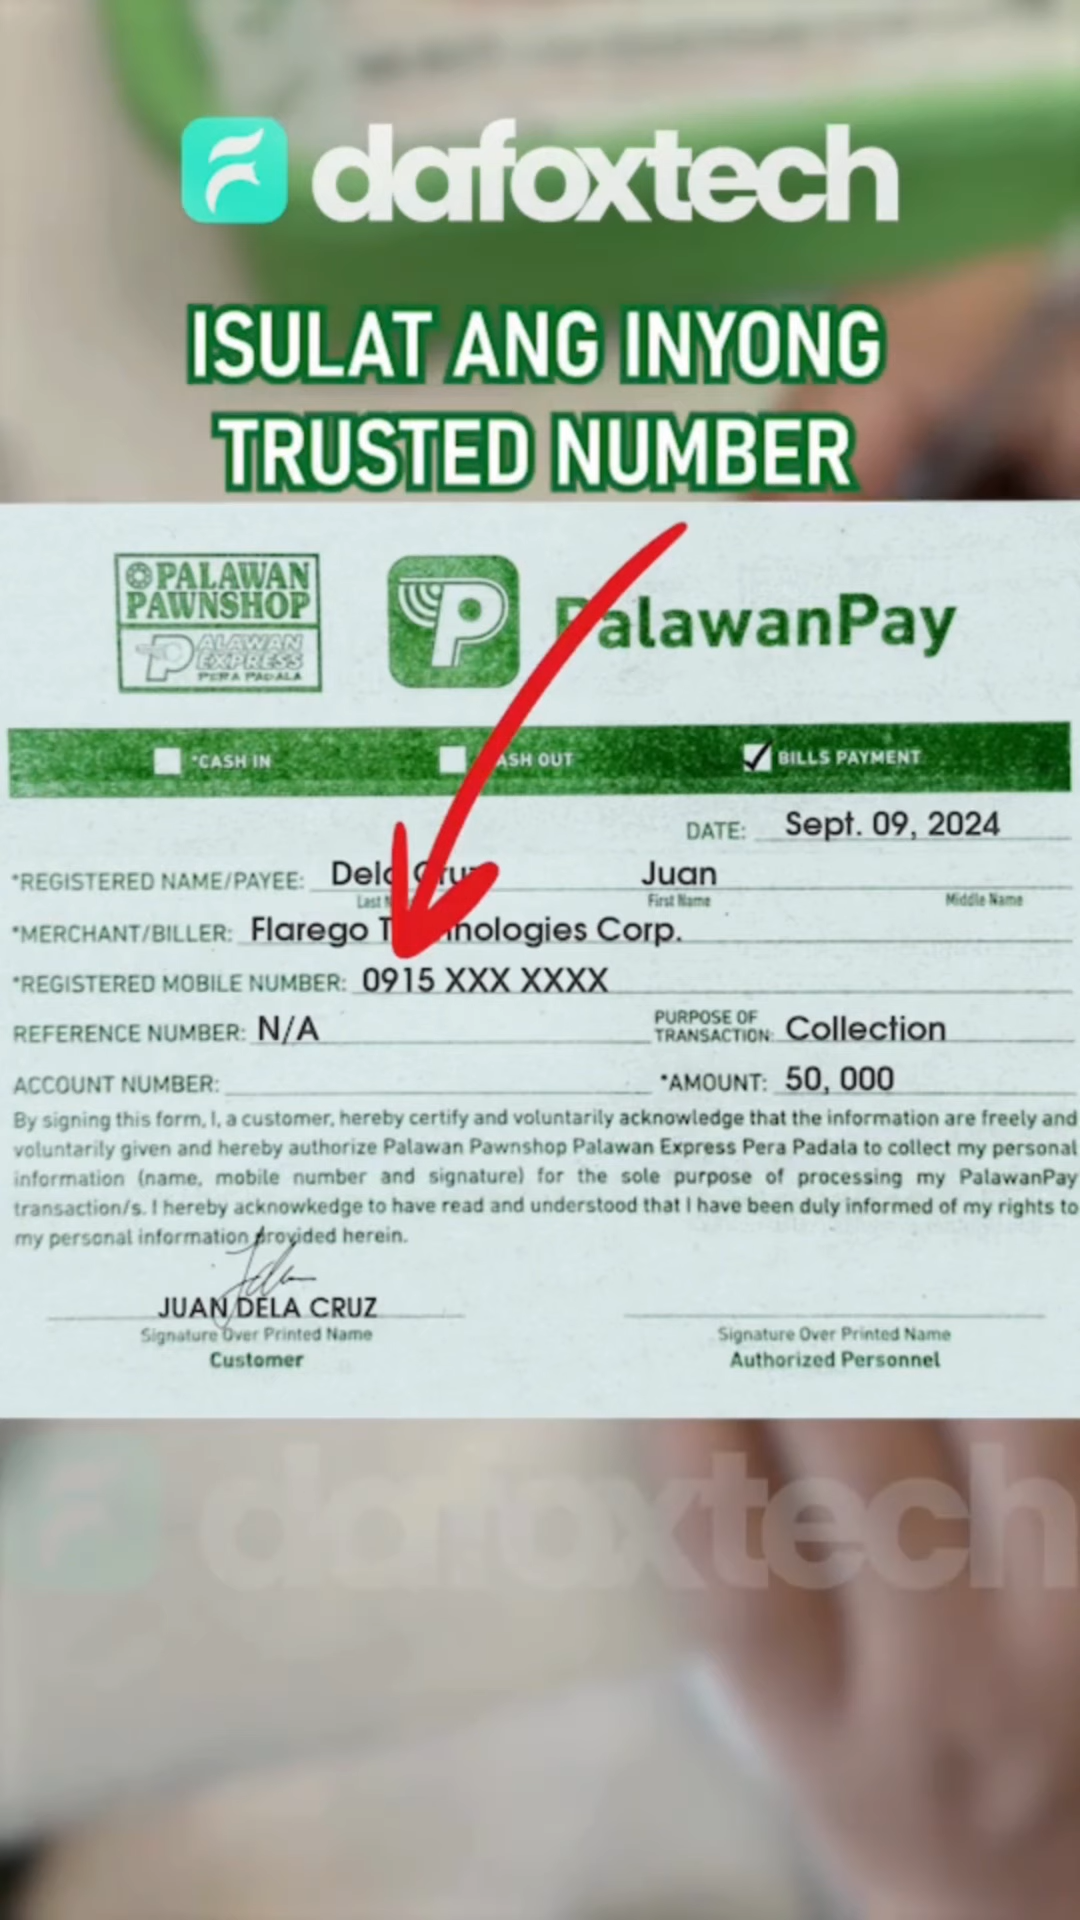 dafoxtech
ISULAT ANG INYONG
TRUSTED NUMBER
PALAWAN
PAWNSHOP
PALAWAN
EXPRESS
PERA PADALA
PalawanPay
*CASH IN
CASH OUT
BILLS PAYMENT
DATE: Sept. 09, 2024
*REGISTERED NAME/PAYEE: Dela Cruz Juan
Last Name First Name Middle Name
*MERCHANT/BILLER: Flarego Technologies Corp.
*REGISTERED MOBILE NUMBER: 0915 XXX XXXX
REFERENCE NUMBER: N/A PURPOSE OF TRANSACTION: Collection
ACCOUNT NUMBER: *AMOUNT: 50, 000
By signing this form, I, a customer, hereby certify and voluntarily acknowledge that the information are freely and
voluntarily given and hereby authorize Palawan Pawnshop Palawan Express Pera Padala to collect my personal
information (name, mobile number and signature) for the sole purpose of processing my PalawanPay
transaction/s. I hereby acknowkedge to have read and understood that I have been duly informed of my rights to
my personal information provided herein.
JUAN DELA CRUZ
Signature Over Printed Name Signature Over Printed Name
Customer Authorized Personnel
dafoxtech